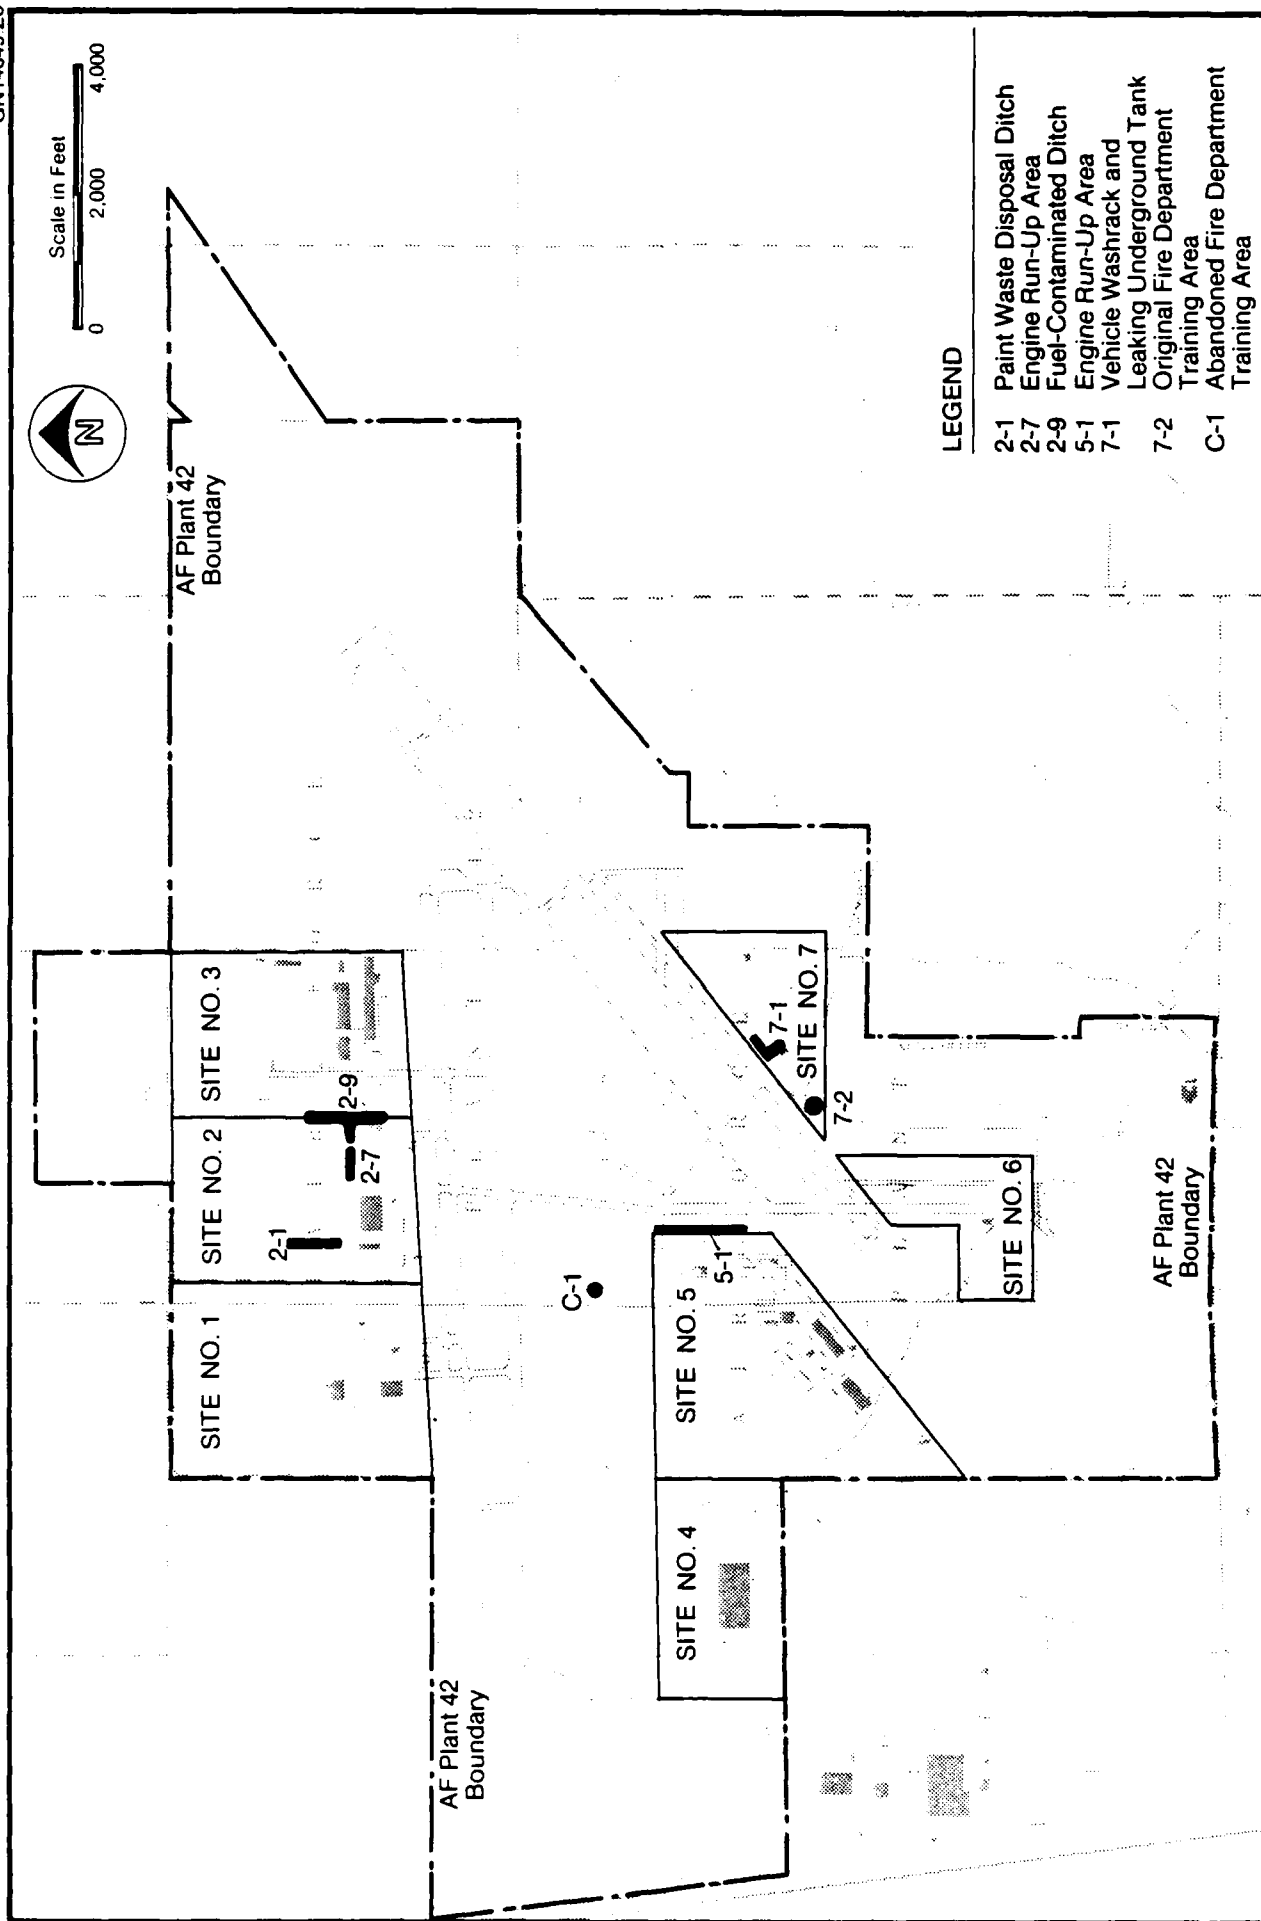 Scale in Feet
0 2,000 4,000
N
AF Plant 42
Boundary
SITE NO. 1
SITE NO. 2
SITE NO. 3
2-1
2-7
2-9
AF Plant 42
Boundary
C-1
SITE NO. 4
SITE NO. 5
5-1
SITE NO. 6
SITE NO. 7
7-1
7-2
AF Plant 42
Boundary
LEGEND
2-1 Paint Waste Disposal Ditch
2-7 Engine Run-Up Area
2-9 Fuel-Contaminated Ditch
5-1 Engine Run-Up Area
7-1 Vehicle Washrack and
Leaking Underground Tank
7-2 Original Fire Department
Training Area
C-1 Abandoned Fire Department
Training Area